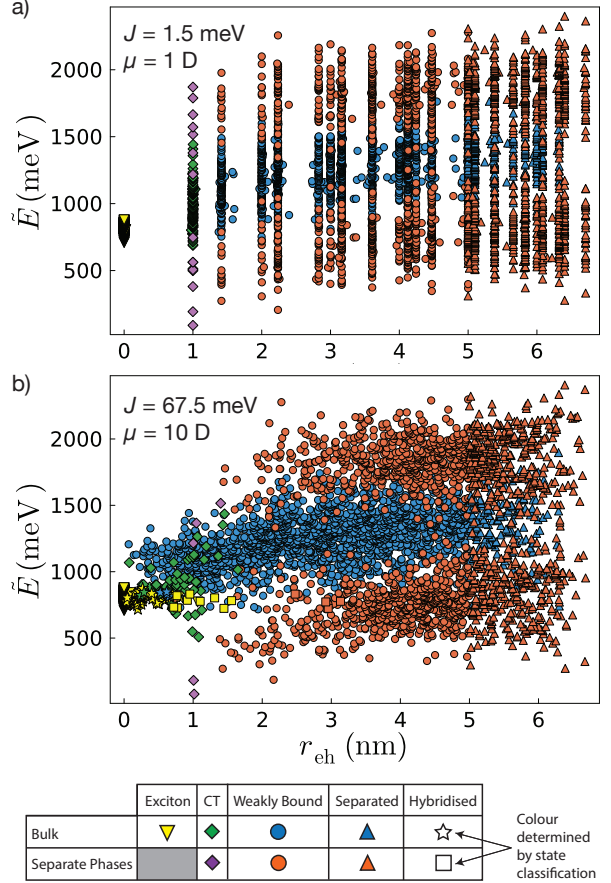 a)
J = 1.5 meV
μ = 1 D
2000
1500
1000
500
Ẽ (meV)
0 1 2 3 4 5 6
b)
J = 67.5 meV
μ = 10 D
2000
1500
1000
500
Ẽ (meV)
0 1 2 3 4 5 6
r_eh (nm)
Exciton CT Weakly Bound Separated Hybridised
Bulk
Separate Phases
Colour
determined
by state
classification